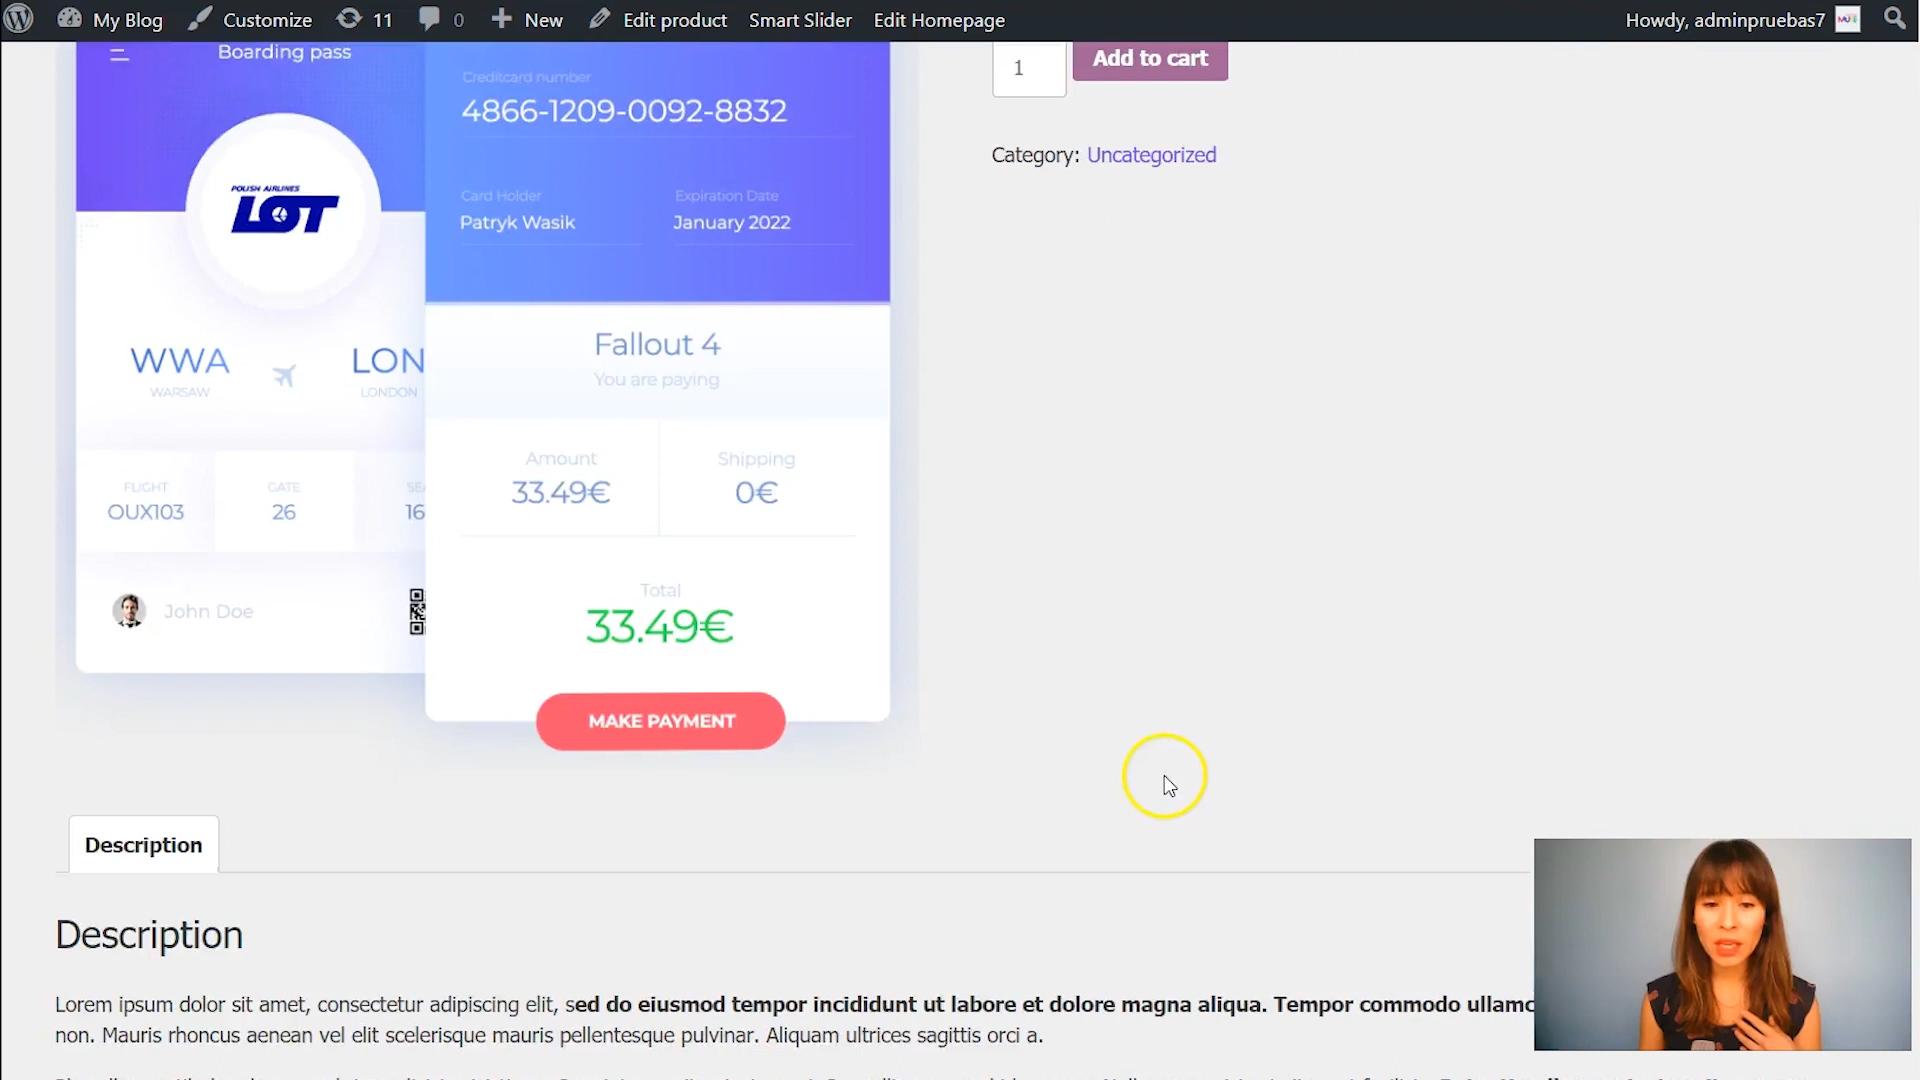 My Blog Customize 11 0 New Edit product Smart Slider Edit Homepage Howdy, adminpruebas7
Boarding pass
POLISH AIRLINES
LOT
WWA LON
WARSAW LONDON
FLIGHT GATE
OUX103 26 16
John Doe
Creditcard number
4866-1209-0092-8832
Card Holder Expiration Date
Patryk Wasik January 2022
Fallout 4
You are paying
Amount Shipping
33.49€ 0€
Total
33.49€
MAKE PAYMENT
1 Add to cart
Category: Uncategorized
Description
Description
Lorem ipsum dolor sit amet, consectetur adipiscing elit, sed do eiusmod tempor incididunt ut labore et dolore magna aliqua. Tempor commodo ullamc
non. Mauris rhoncus aenean vel elit scelerisque mauris pellentesque pulvinar. Aliquam ultrices sagittis orci a.